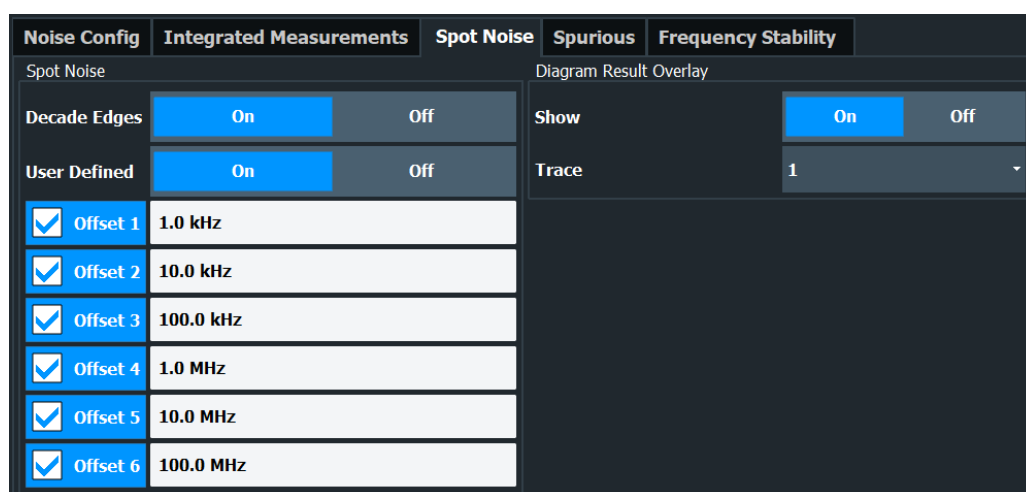 Noise Config Integrated Measurements Spot Noise Spurious Frequency Stability
Spot Noise
Decade Edges On Off
User Defined On Off
Offset 1 1.0 kHz
Offset 2 10.0 kHz
Offset 3 100.0 kHz
Offset 4 1.0 MHz
Offset 5 10.0 MHz
Offset 6 100.0 MHz
Diagram Result Overlay
Show On Off
Trace 1